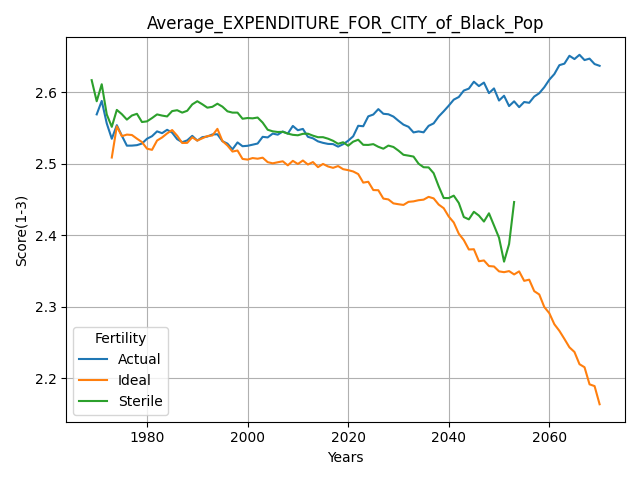 Average_EXPENDITURE_FOR_CITY_of_Black_Pop
Score(1-3)
2.6
2.5
2.4
2.3
2.2
Fertility
Actual
Ideal
Sterile
1980
2000
2020
2040
2060
Years